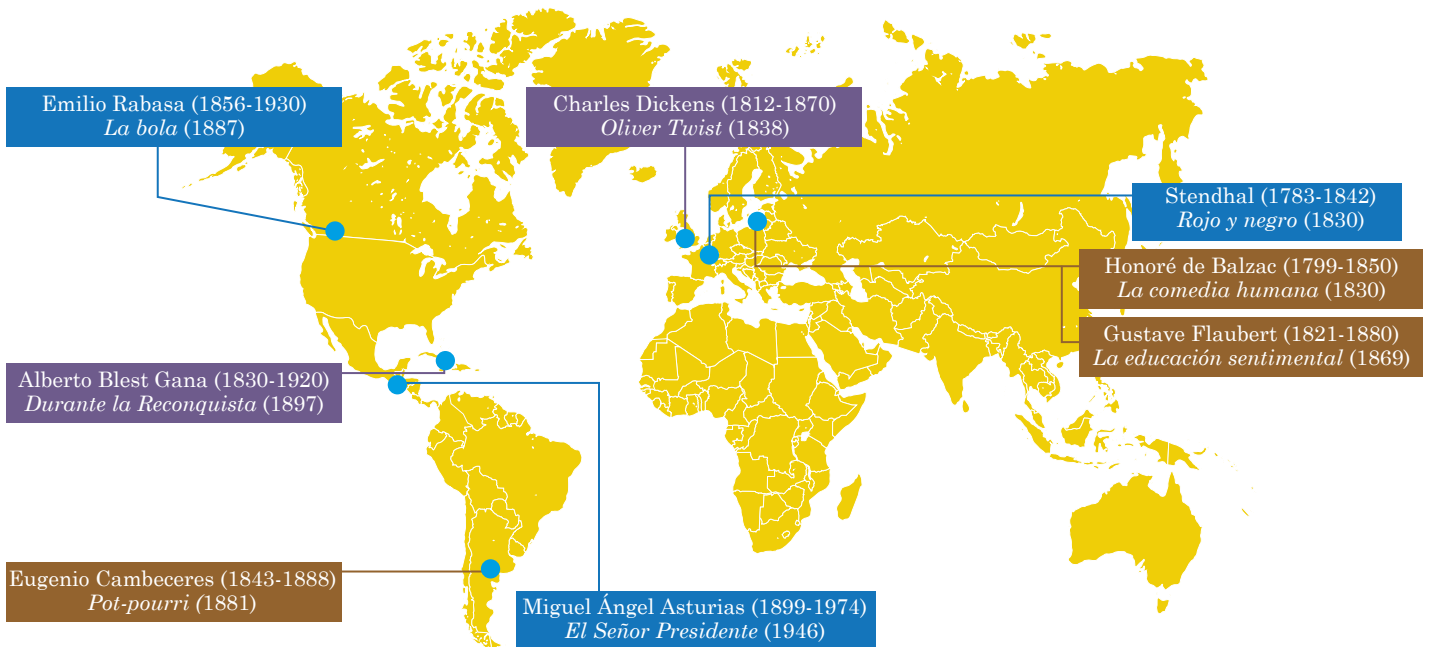 Emilio Rabasa (1856-1930)
La bola (1887)
Charles Dickens (1812-1870)
Oliver Twist (1838)
Stendhal (1783-1842)
Rojo y negro (1830)
Honoré de Balzac (1799-1850)
La comedia humana (1830)
Gustave Flaubert (1821-1880)
La educación sentimental (1869)
Alberto Blest Gana (1830-1920)
Durante la Reconquista (1897)
Eugenio Cambeceres (1843-1888)
Pot-pourri (1881)
Miguel Ángel Asturias (1899-1974)
El Señor Presidente (1946)